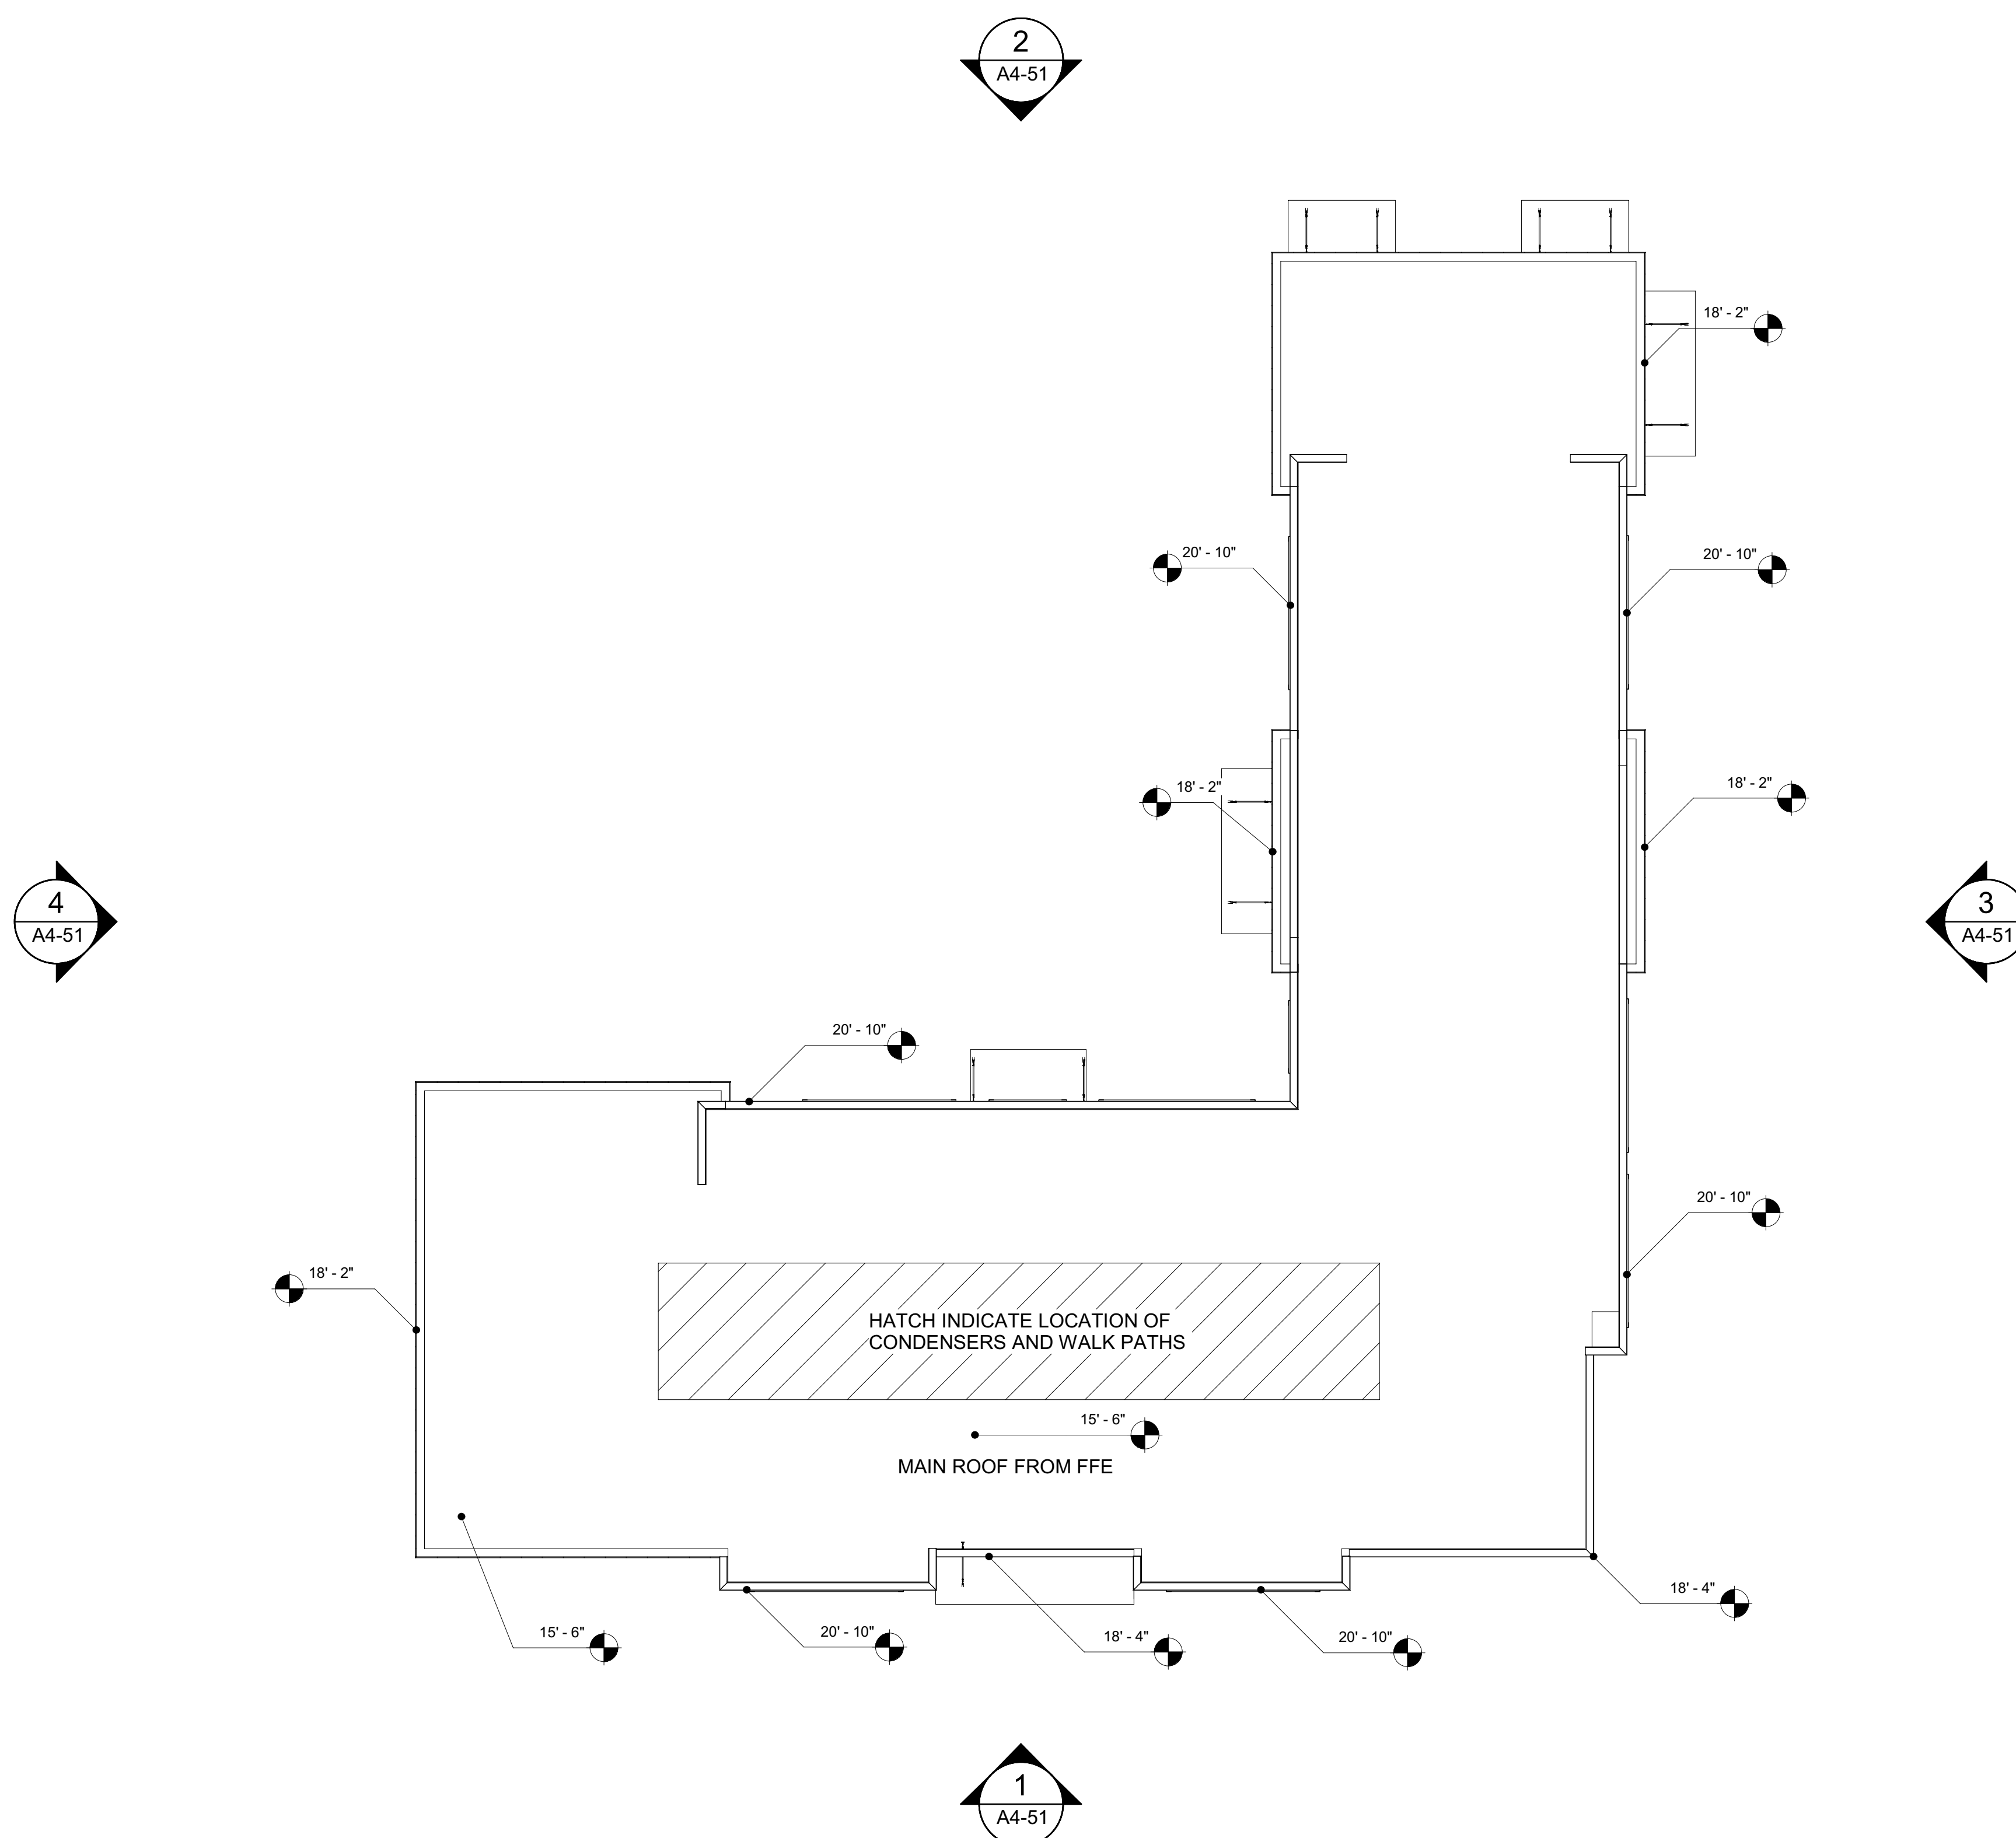 2
A4-51
18' - 2"
20' - 10"
20' - 10"
18' - 2"
18' - 2"
4
A4-51
3
A4-51
20' - 10"
20' - 10"
18' - 2"
HATCH INDICATE LOCATION OF
CONDENSERS AND WALK PATHS
15' - 6"
MAIN ROOF FROM FFE
18' - 4"
15' - 6"
20' - 10"
18' - 4"
20' - 10"
1
A4-51